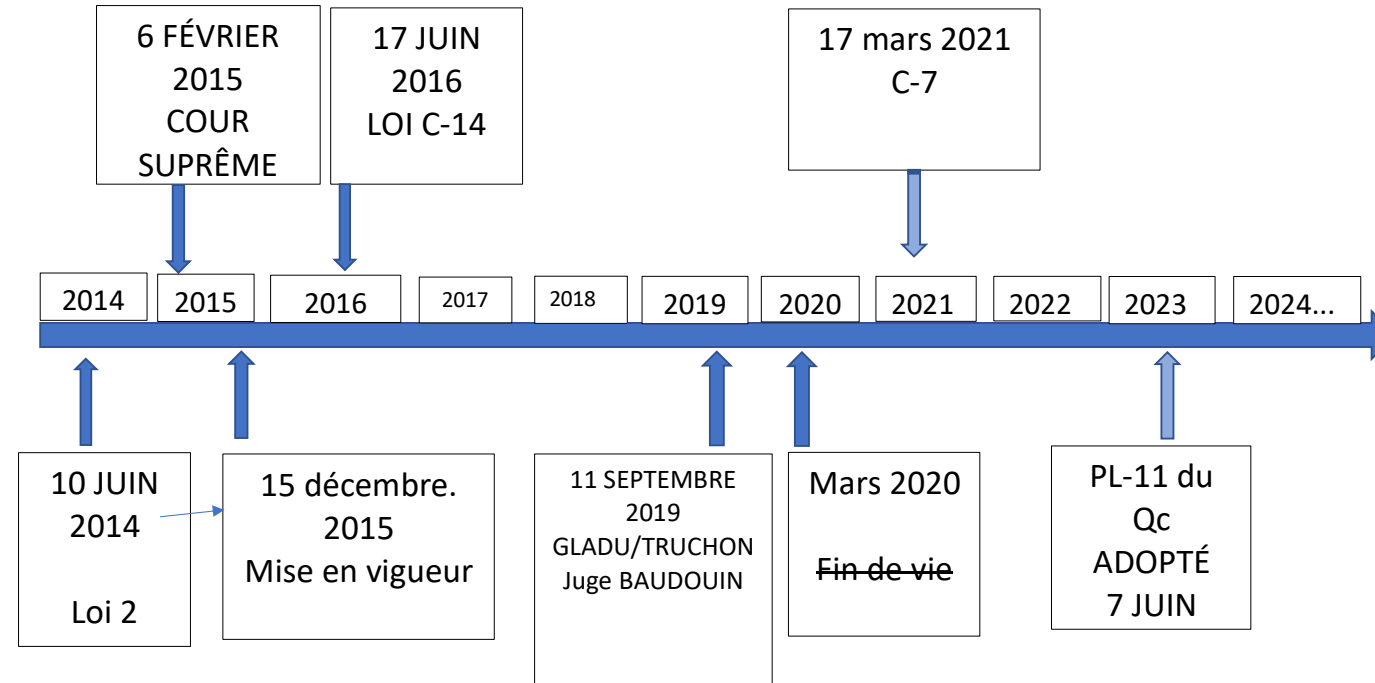 6 FÉVRIER
2015
COUR
SUPRÊME
17 JUIN
2016
LOI C-14
17 mars 2021
C-7
2014
2015
2016
2017
2018
2019
2020
2021
2022
2023
2024...
10 JUIN
2014
Loi 2
15 décembre.
2015
Mise en vigueur
11 SEPTEMBRE
2019
GLADU/TRUCHON
Juge BAUDOUIN
Mars 2020
Fin de vie
PL-11 du
Qc
ADOPTÉ
7 JUIN